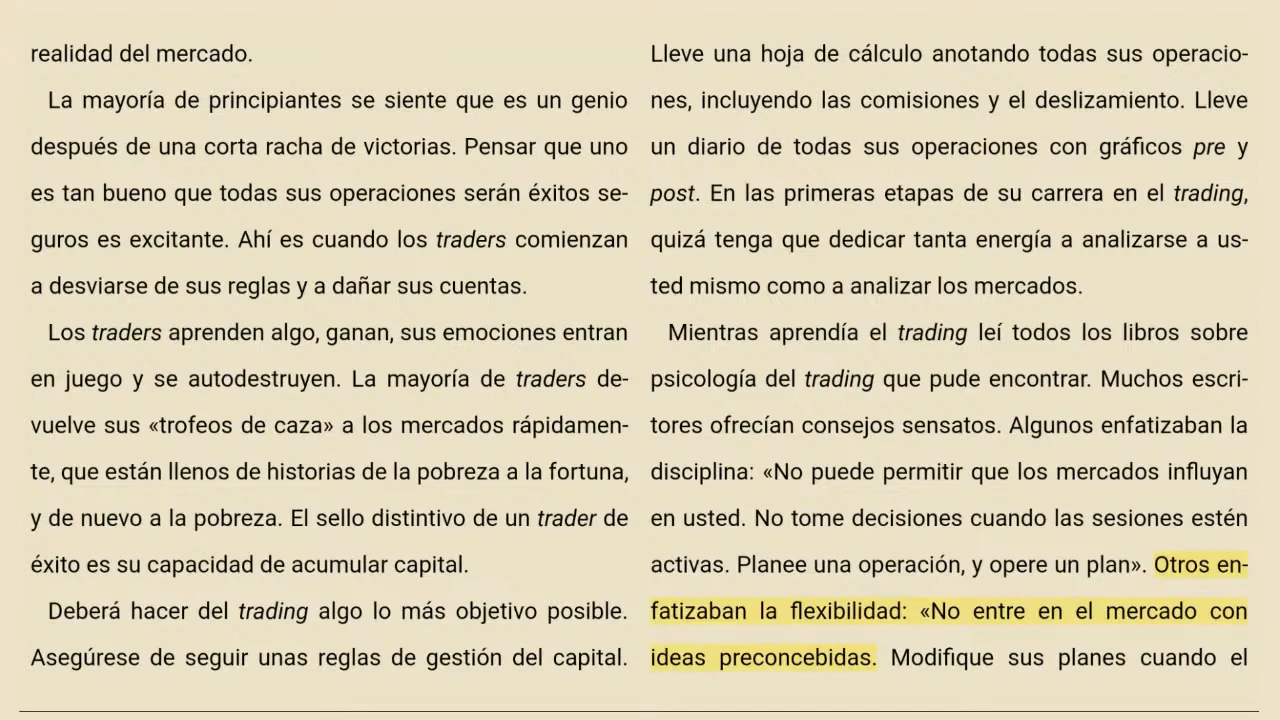 realidad del mercado.
La mayoría de principiantes se siente que es un genio
después de una corta racha de victorias. Pensar que uno
es tan bueno que todas sus operaciones serán éxitos se-
guros es excitante. Ahí es cuando los traders comienzan
a desviarse de sus reglas y a dañar sus cuentas.
Los traders aprenden algo, ganan, sus emociones entran
en juego y se autodestruyen. La mayoría de traders de-
vuelve sus «trofeos de caza» a los mercados rápidamen-
te, que están llenos de historias de la pobreza a la fortuna,
y de nuevo a la pobreza. El sello distintivo de un trader de
éxito es su capacidad de acumular capital.
Deberá hacer del trading algo lo más objetivo posible.
Asegúrese de seguir unas reglas de gestión del capital.
Lleve una hoja de cálculo anotando todas sus operacio-
nes, incluyendo las comisiones y el deslizamiento. Lleve
un diario de todas sus operaciones con gráficos pre y
post. En las primeras etapas de su carrera en el trading,
quizá tenga que dedicar tanta energía a analizarse a us-
ted mismo como a analizar los mercados.
Mientras aprendía el trading leí todos los libros sobre
psicología del trading que pude encontrar. Muchos escri-
tores ofrecían consejos sensatos. Algunos enfatizaban la
disciplina: «No puede permitir que los mercados influyan
en usted. No tome decisiones cuando las sesiones estén
activas. Planee una operación, y opere un plan». Otros en-
fatizaban la flexibilidad: «No entre en el mercado con
ideas preconcebidas. Modifique sus planes cuando el